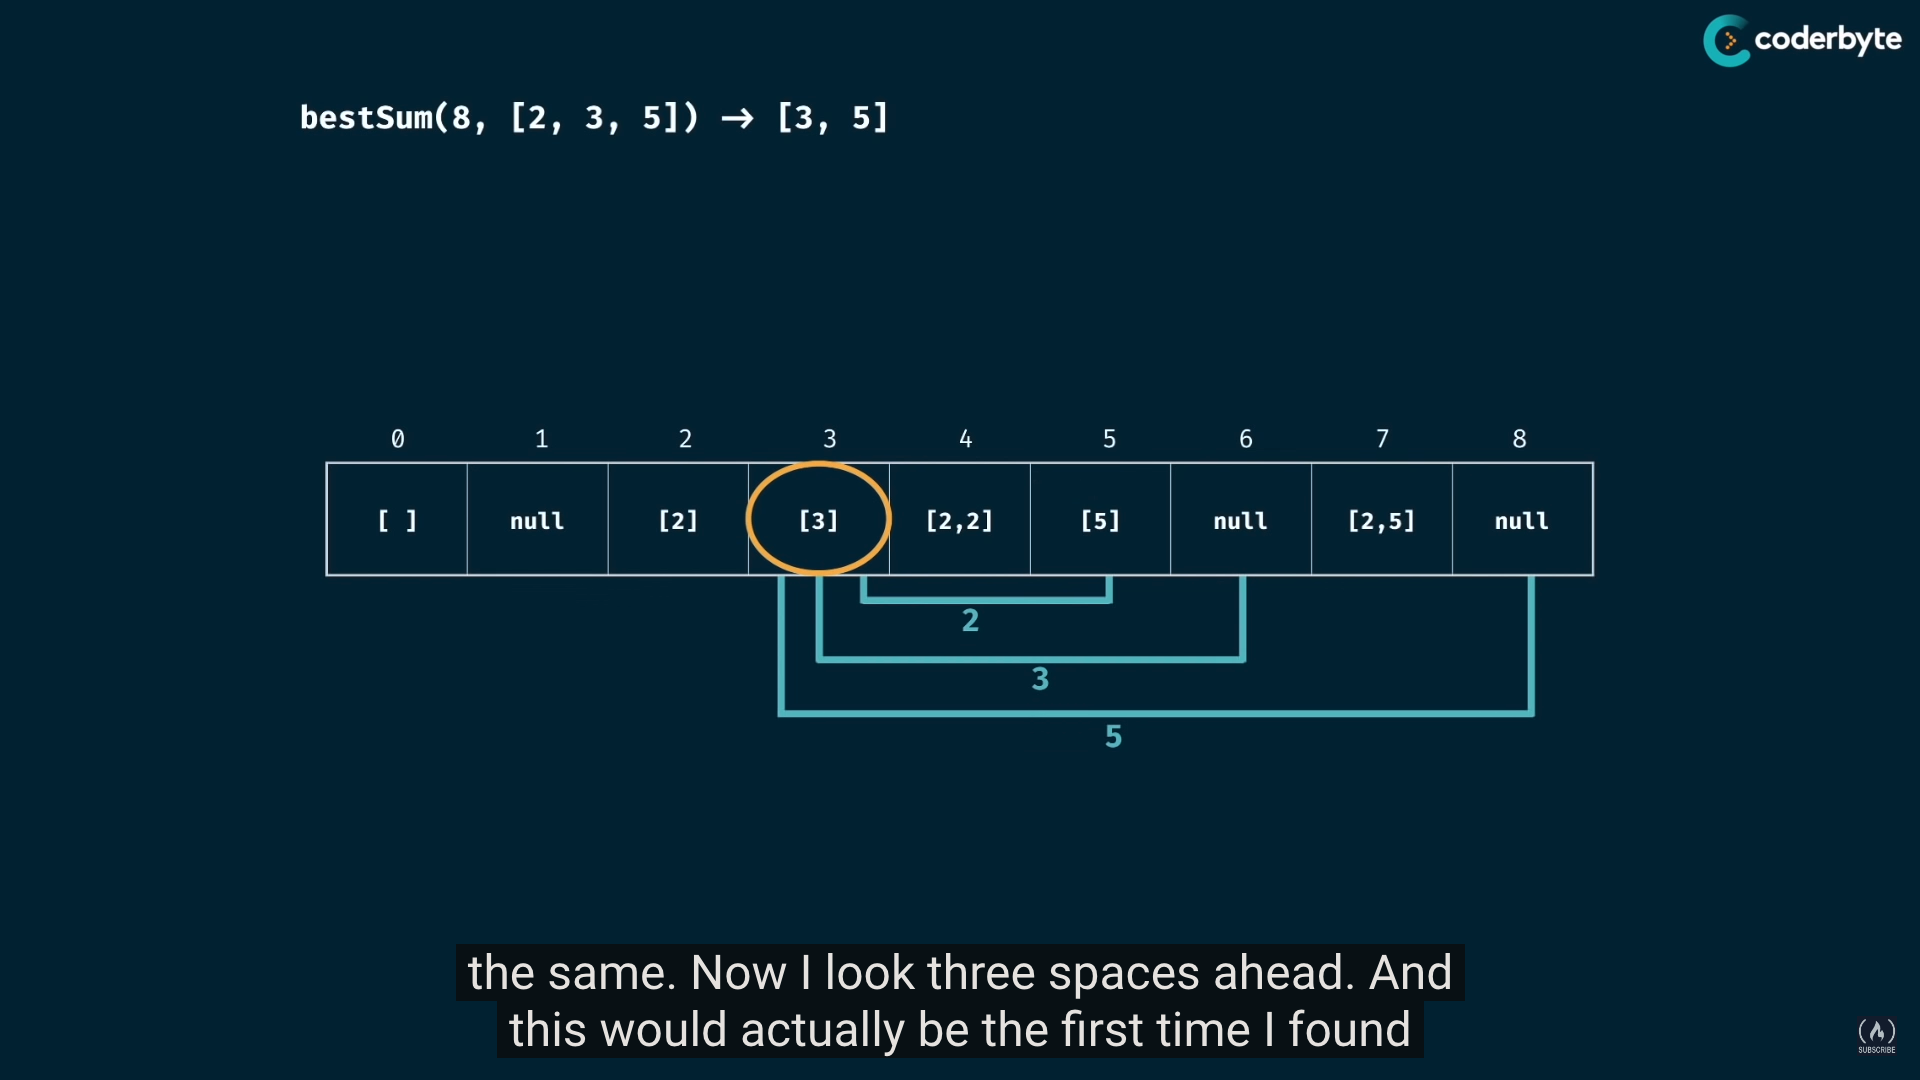 coderbyte
bestSum(8, [2, 3, 5]) → [3, 5]
0 1 2 3 4 5 6 7 8
[ ] null [2] [3] [2,2] [5] null [2,5] null
2
3
5
the same. Now I look three spaces ahead. And
this would actually be the first time I found
SUBSCRIBE